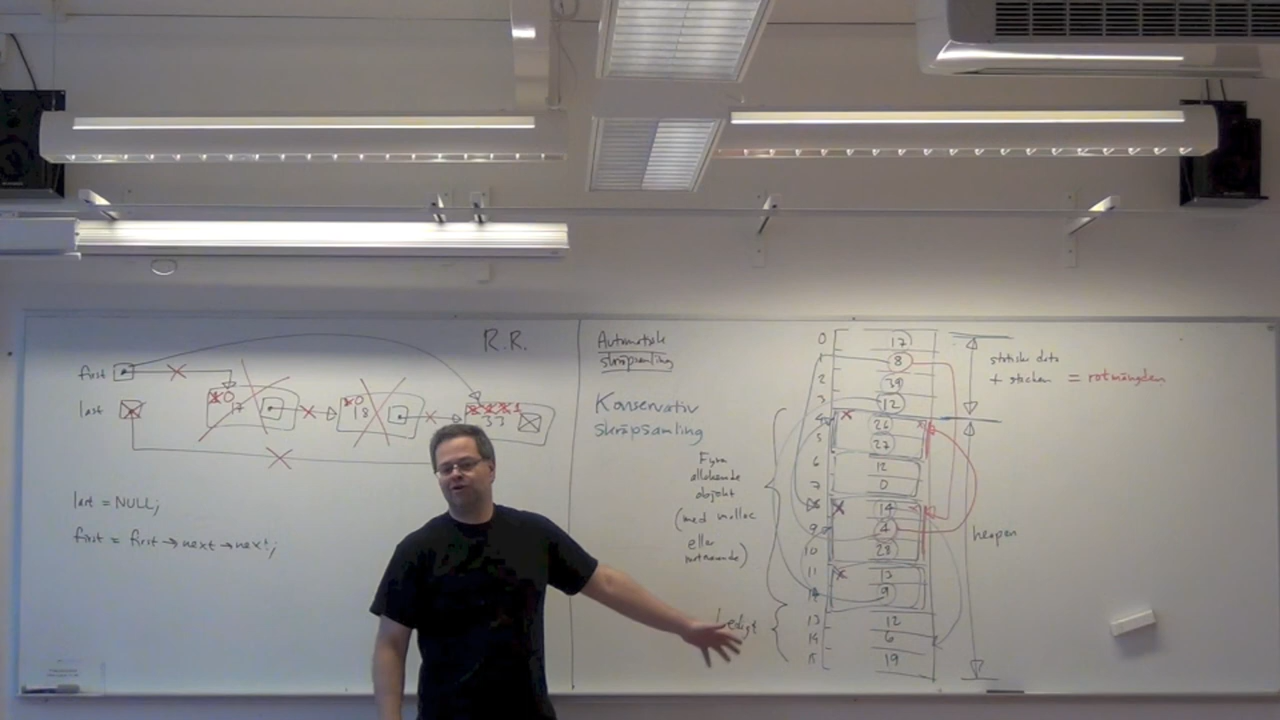 R.R.
first
last
18
33
last = NULL;
first = first → next → next;
Automatisk
skräpsamling
Konservativ
skräpsamling
Fyra
allokerade
objekt
(med malloc
eller
motsvarande)
Ledigt
0 17
1 8
2 39
3 12
4 26
5 27
6 12
7 0
8 14
9 4
10 28
11 13
12 9
13 12
14 6
15 19
statisk data
+ stacken = rotmängden
heapen